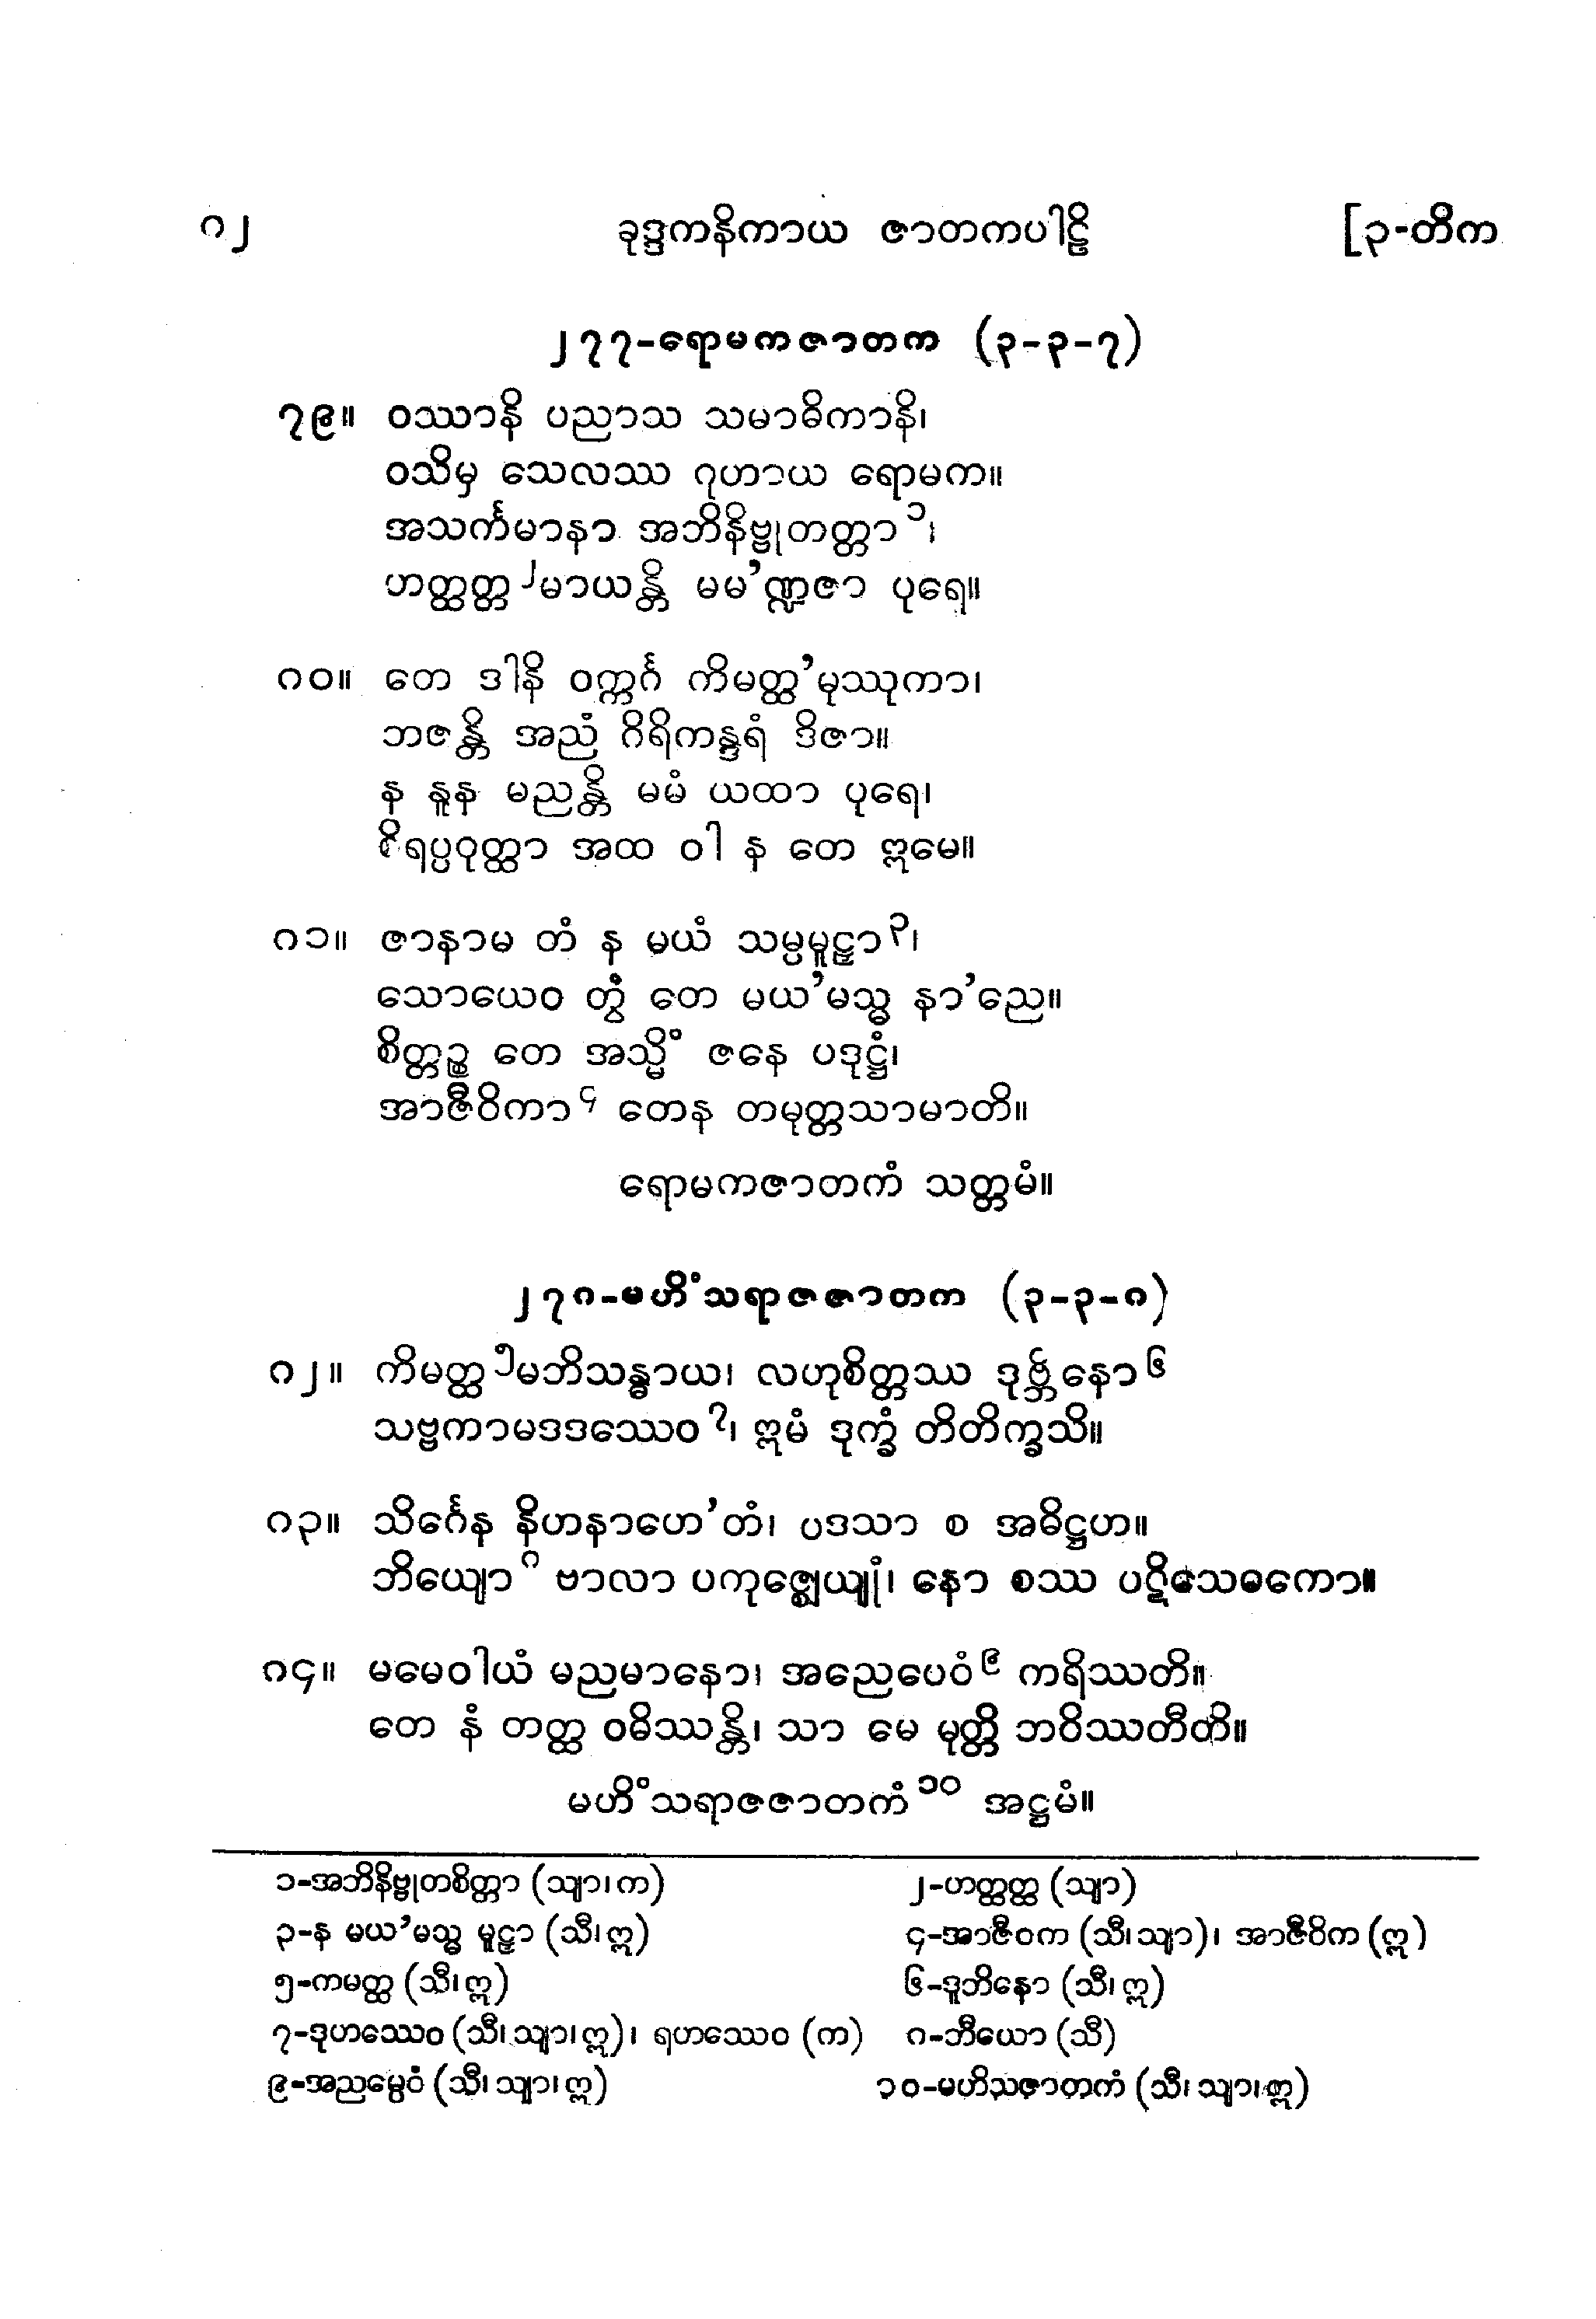 ၈၂ ခုဒ္ဒကနိကာယ ဇာတကပါဠိ [၃-တိက
၂၇၇-ရောမကဇာတက (၃-၃-၇)
၇၉။ ဝဿာနိ ပညာသ သမာဓိကာနိ၊
ဝသိမှ သေလဿ ဂုဟာယ ရောမက။
အသင်္ကမာနာ အဘိနိဗ္ဗုတတ္တာ ၁၊
ဟတ္ထတ္တ ၂မာယန္တိ မမ’ဏ္ဍဇာ ပုရေ။
၈၀။ တေ ဒါနိ ဝက္ကင်္ဂ ကိမတ္ထ’မုဿုကာ၊
ဘဇန္တိ အညံ ဂိရိကန္ဒရံ ဒိဇာ။
န နူန မညန္တိ မမံ ယထာ ပုရေ၊
စိရပ္ပဝုတ္ထာ အထ ဝါ န တေ ဣမေ။
၈၁။ ဇာနာမ တံ န မယံ သမ္ပမူဠှာ၃၊
သောယေဝ တွံ တေ မယ’မသ္မ နာ’ညေ။
စိတ္တဉ္စ တေ အသ္မိံ ဇနေ ပဒုဋ္ဌံ၊
အာဇီဝိကာ၄ တေန တမုတ္တသာမာတိ။
ရောမကဇာတကံ သတ္တမံ။
၂၇၈-မဟိံသရာဇဇာတက (၃-၃-၈)
၈၂။ ကိမတ္ထ ၅မဘိသန္ဓာယ၊ လဟုစိတ္တဿ ဒုဗ္ဘိနော၆
သဗ္ဗကာမဒဒဿေဝ ၇၊ ဣမံ ဒုက္ခံ တိတိက္ခသိ။
၈၃။ သိင်္ဂေန နိဟနာဟေ’တံ၊ ပဒသာ စ အဓိဋ္ဌဟ။
ဘိယျော ၈ ဗာလာ ပကုဇ္ဈေယျုံ၊ နော စဿ ပဋိသေဓကော။
၈၄။ မမေဝါယံ မညမာနော၊ အညေပေဝံ ၉ ကရိဿတိ။
တေ နံ တတ္ထ ဝဓိဿန္တိ၊ သာ မေ မုတ္တိ ဘဝိဿတီတိ။
မဟိံသရာဇဇာတကံ ၁၀ အဋ္ဌမံ။
၁-အဘိနိဗ္ဗုတစိတ္တာ (သျာ၊က) ၂-ဟတ္ထတ္ထ (သျာ)
၃-န မယ’မသ္မ မူဠှာ (သီ၊ဣ) ၄-အာဇီဝက (သီ၊သျာ)၊ အာဇီဝိက (ဣ)
၅-ကမတ္ထ (သီ၊ဣ) ၆-ဒူဘိနော (သီ၊ဣ)
၇-ဒုဟဿေဝ (သီ၊သျာ၊ဣ)၊ ရဟဿေဝ (က) ၈-ဘီယော (သီ)
၉-အညမ္ပေဝံ (သီ၊သျာ၊ဣ) ၁၀-မဟိသဇာတကံ (သီ၊သျာ၊ဣ)